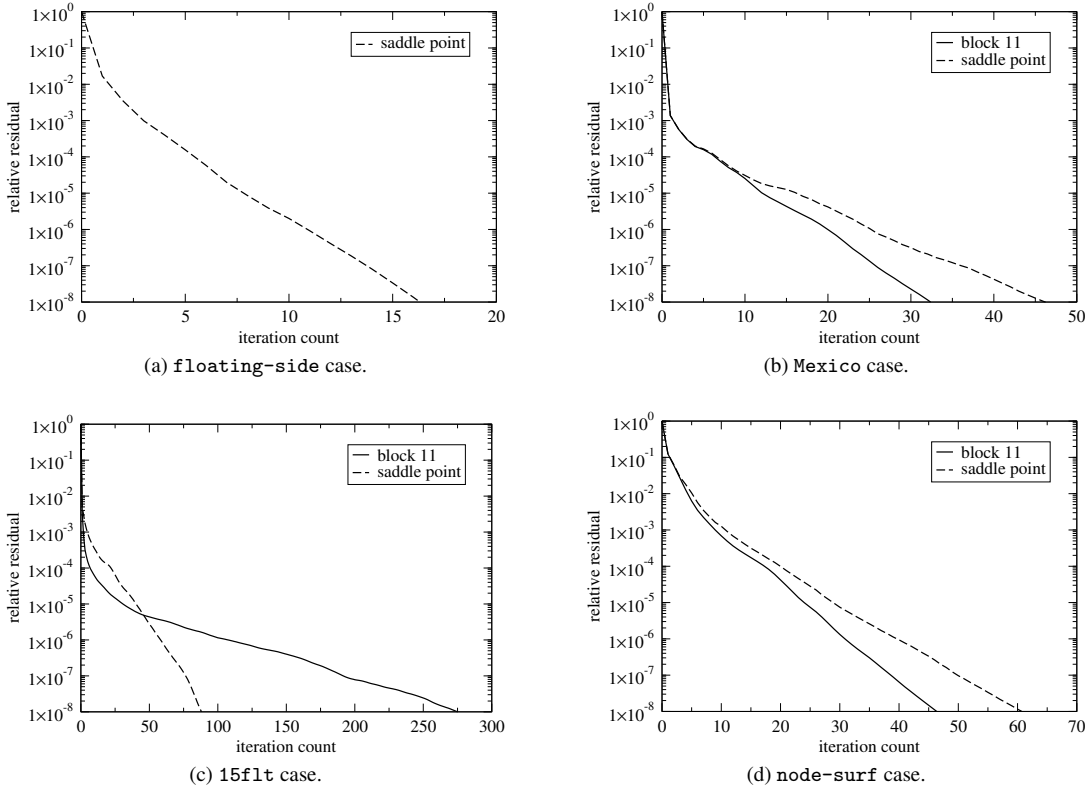 1×10⁰
1×10⁻¹
1×10⁻²
1×10⁻³
1×10⁻⁴
1×10⁻⁵
1×10⁻⁶
1×10⁻⁷
1×10⁻⁸
relative residual
saddle point
0 5 10 15 20
iteration count
(a) floating-side case.
1×10⁰
1×10⁻¹
1×10⁻²
1×10⁻³
1×10⁻⁴
1×10⁻⁵
1×10⁻⁶
1×10⁻⁷
1×10⁻⁸
relative residual
block 11
saddle point
0 10 20 30 40 50
iteration count
(b) Mexico case.
1×10⁰
1×10⁻¹
1×10⁻²
1×10⁻³
1×10⁻⁴
1×10⁻⁵
1×10⁻⁶
1×10⁻⁷
1×10⁻⁸
relative residual
block 11
saddle point
0 50 100 150 200 250 300
iteration count
(c) 15flt case.
1×10⁰
1×10⁻¹
1×10⁻²
1×10⁻³
1×10⁻⁴
1×10⁻⁵
1×10⁻⁶
1×10⁻⁷
1×10⁻⁸
relative residual
block 11
saddle point
0 10 20 30 40 50 60 70
iteration count
(d) node-surf case.